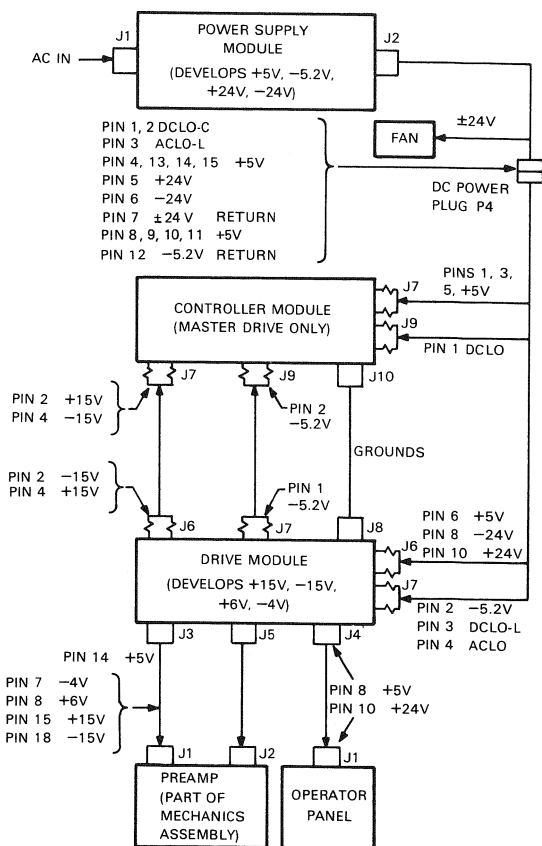 POWER SUPPLY
MODULE
(DEVELOPS +5V, −5.2V,
+24V, −24V)
J1
J2
AC IN
±24V
FAN
PIN 1, 2 DCLO-C
PIN 3 ACLO-L
PIN 4, 13, 14, 15 +5V
PIN 5 +24V
PIN 6 −24V
PIN 7 ±24 V RETURN
PIN 8, 9, 10, 11 +5V
PIN 12 −5.2V RETURN
DC POWER
PLUG P4
CONTROLLER MODULE
(MASTER DRIVE ONLY)
J7
PINS 1, 3,
5, +5V
J9
PIN 1 DCLO
J7
J9
J10
PIN 2 +15V
PIN 4 −15V
PIN 2
−5.2V
GROUNDS
PIN 2 −15V
PIN 4 +15V
PIN 1
−5.2V
J6
J7
J8
PIN 6 +5V
PIN 8 −24V
PIN 10 +24V
J6
DRIVE MODULE
(DEVELOPS +15V, −15V,
+6V, −4V)
J7
PIN 2 −5.2V
PIN 3 DCLO-L
PIN 4 ACLO
J3
J5
J4
PIN 14 +5V
PIN 7 −4V
PIN 8 +6V
PIN 15 +15V
PIN 18 −15V
PIN 8 +5V
PIN 10 +24V
J1
J2
J1
PREAMP
(PART OF
MECHANICS
ASSEMBLY)
OPERATOR
PANEL